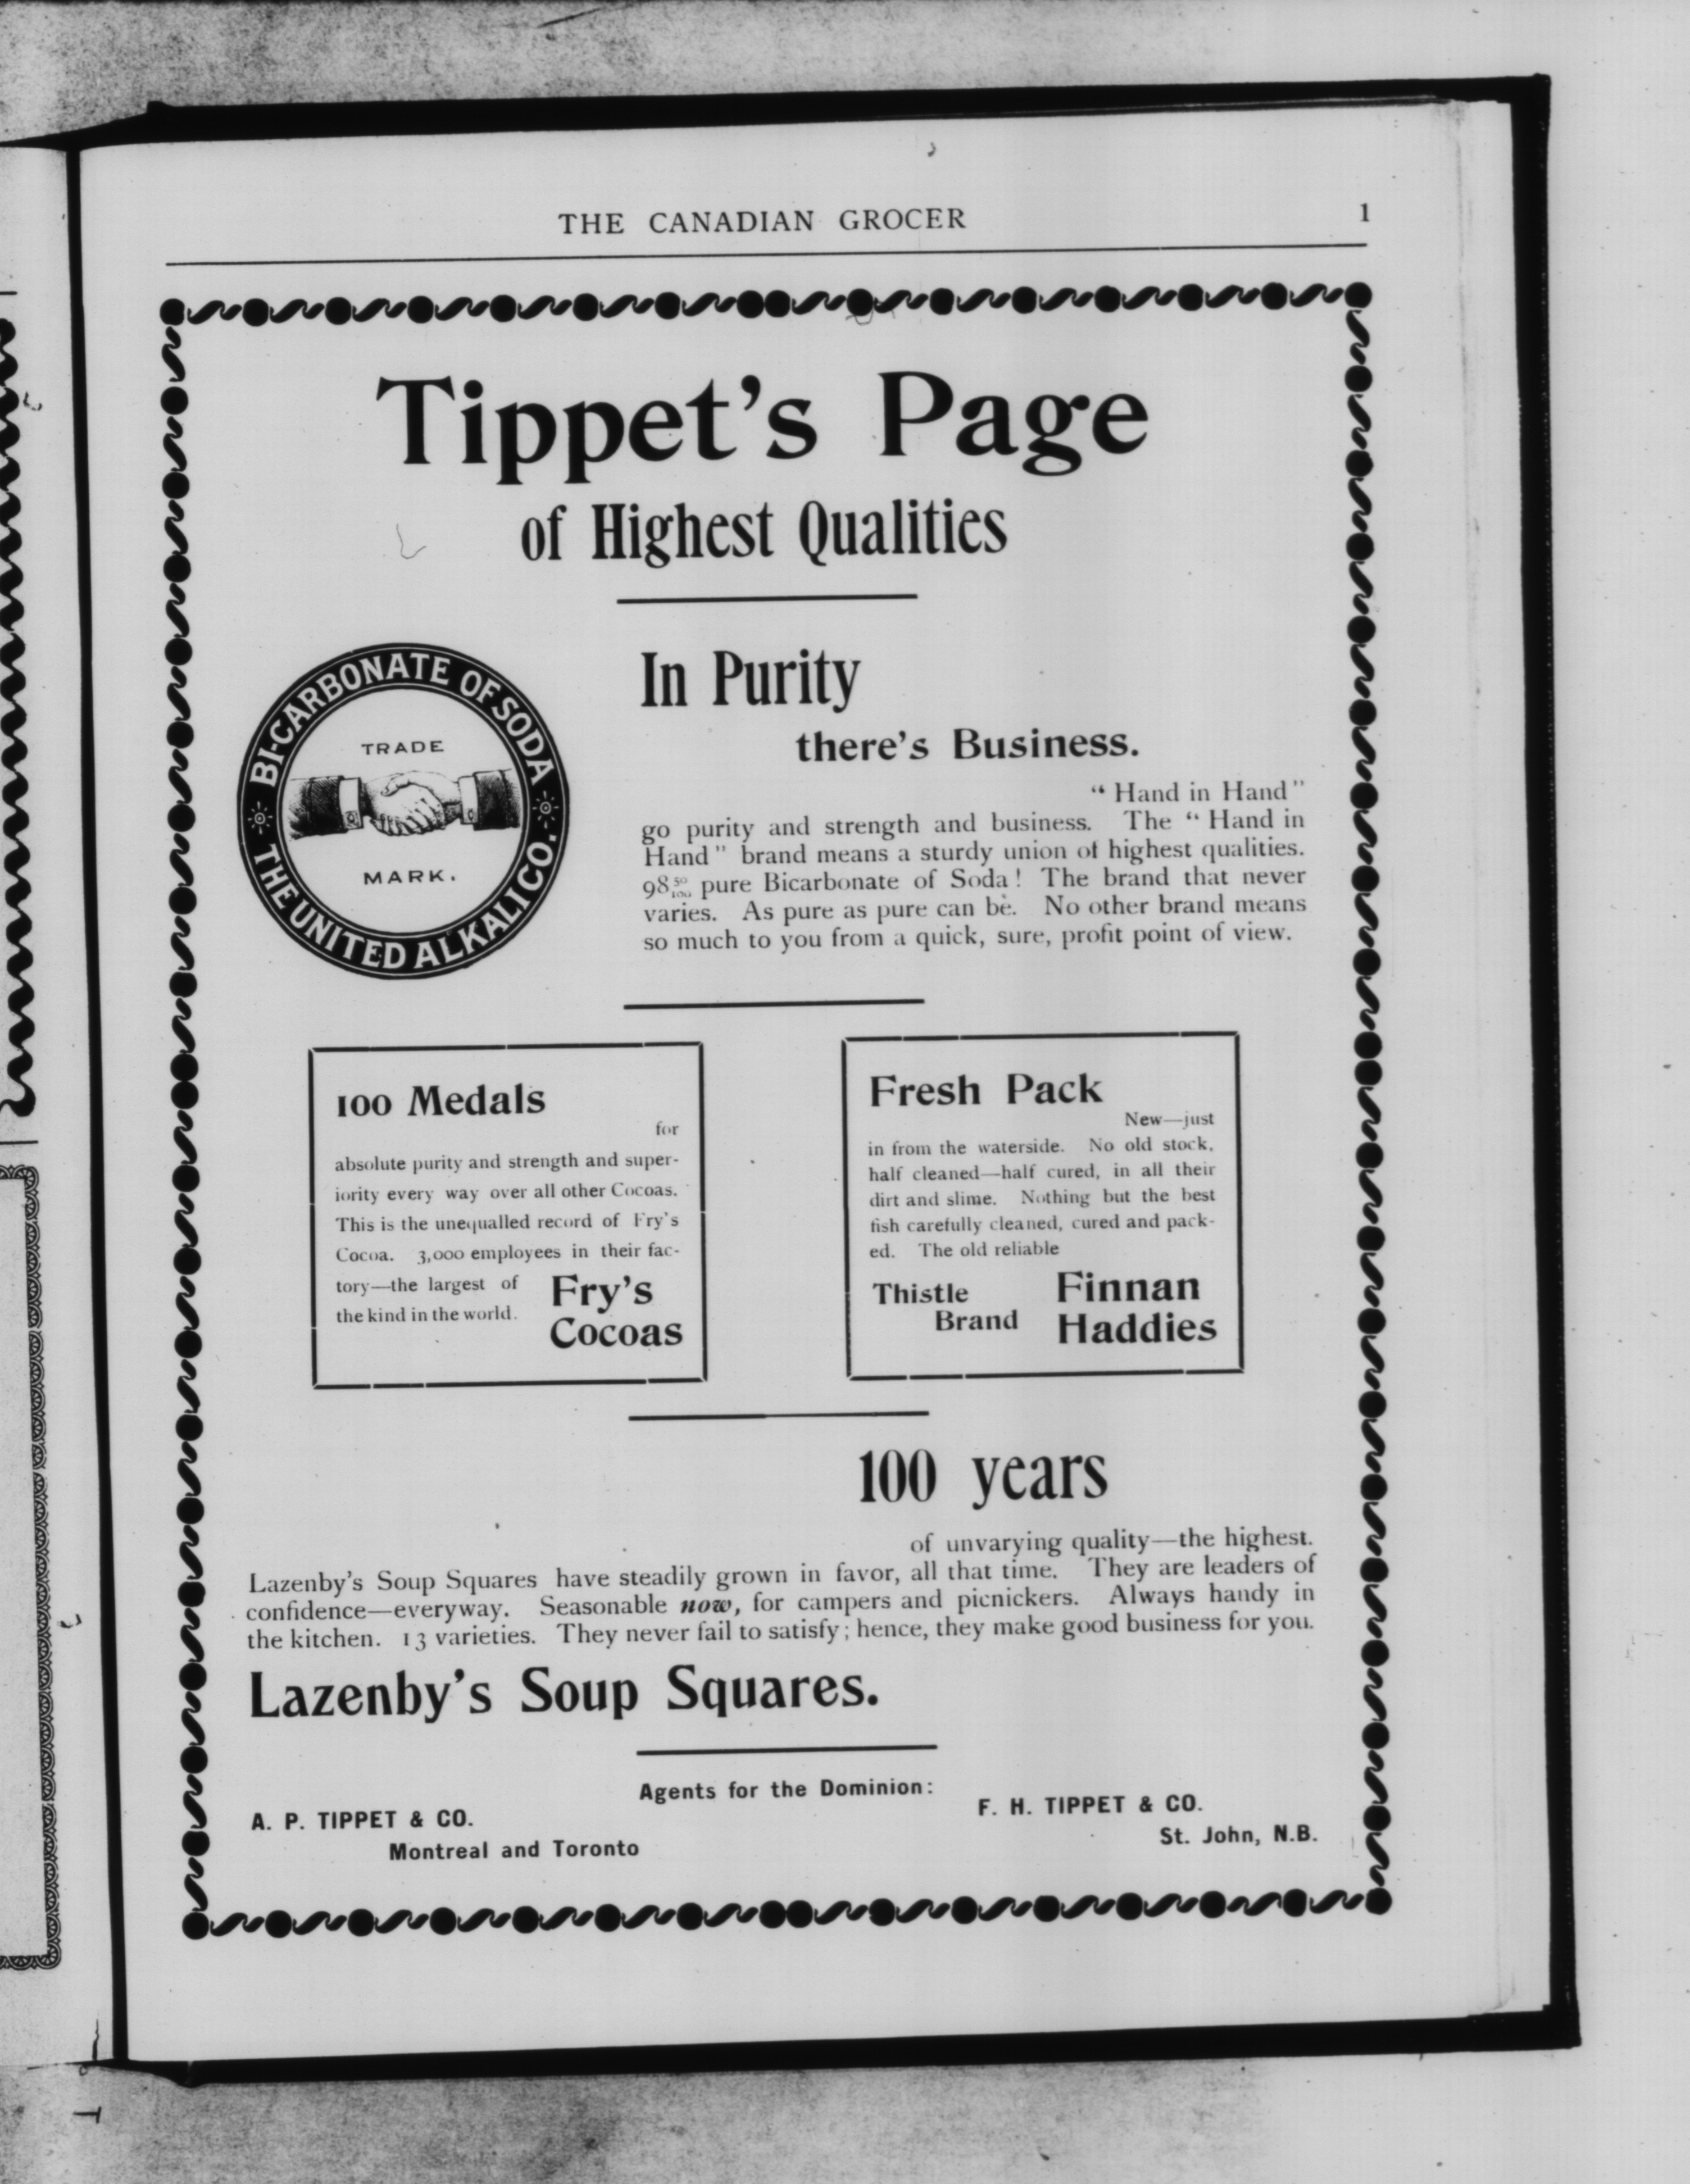 THE CANADIAN GROCER 1
Tippet's Page
of Highest Qualities
BI-CARBONATE OF SODA
TRADE
MARK.
THE UNITED ALKALI CO.
In Purity
there's Business.
"Hand in Hand"
go purity and strength and business. The "Hand in
Hand" brand means a sturdy union of highest qualities.
98 50/100 pure Bicarbonate of Soda! The brand that never
varies. As pure as pure can be. No other brand means
so much to you from a quick, sure, profit point of view.
100 Medals
for
absolute purity and strength and super-
iority every way over all other Cocoas.
This is the unequalled record of Fry's
Cocoa. 3,000 employees in their fac-
tory—the largest of
the kind in the world.
Fry's
Cocoas
Fresh Pack
New—just
in from the waterside. No old stock,
half cleaned—half cured, in all their
dirt and slime. Nothing but the best
fish carefully cleaned, cured and pack-
ed. The old reliable
Thistle
Brand
Finnan
Haddies
100 years
of unvarying quality—the highest.
Lazenby's Soup Squares have steadily grown in favor, all that time. They are leaders of
confidence—everyway. Seasonable now, for campers and picnickers. Always handy in
the kitchen. 13 varieties. They never fail to satisfy; hence, they make good business for you.
Lazenby's Soup Squares.
Agents for the Dominion:
A. P. TIPPET & CO.
Montreal and Toronto
F. H. TIPPET & CO.
St. John, N.B.